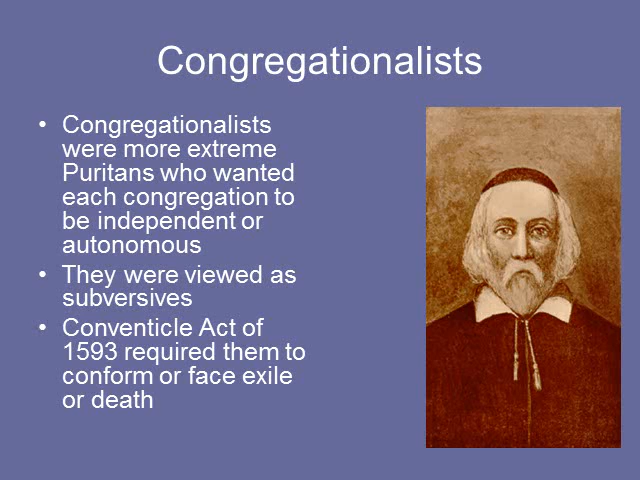 Congregationalists
• Congregationalists
were more extreme
Puritans who wanted
each congregation to
be independent or
autonomous
• They were viewed as
subversives
• Conventicle Act of
1593 required them to
conform or face exile
or death